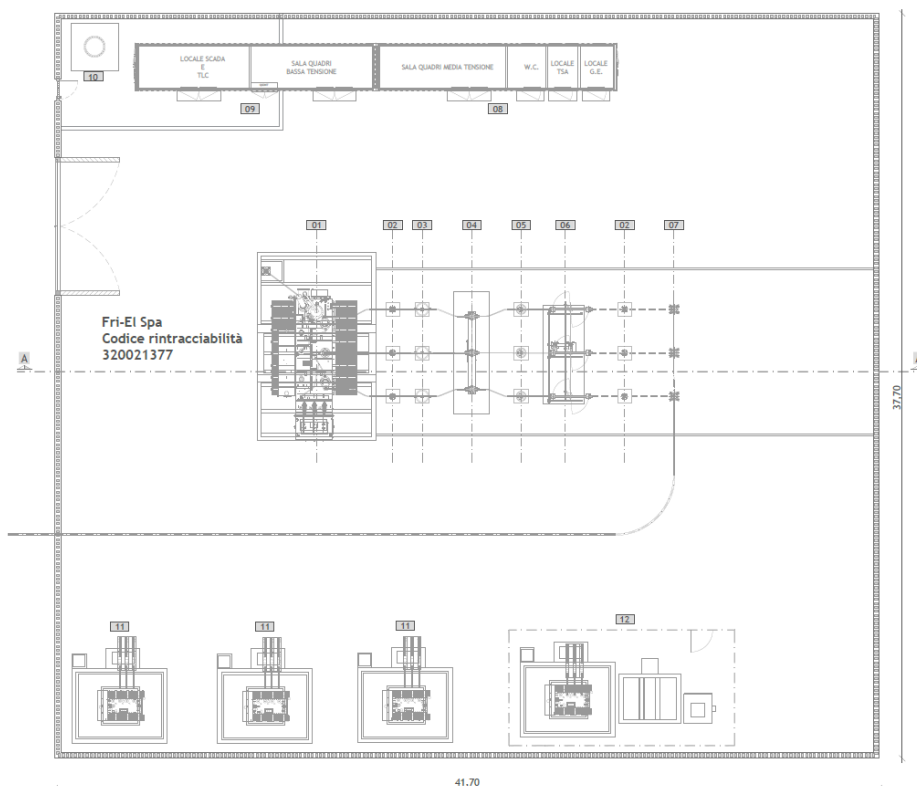 LOCALE SCADA
E
TLC
SALA QUADRI
BASSA TENSIONE
SALA QUADRI MEDIA TENSIONE
W.C.
LOCALE
TSA
LOCALE
G.E.
10
09
08
01
02
03
04
05
06
02
07
Fri-El Spa
Codice rintracciabilità
320021377
A
A
37,70
11
11
11
12
41,70